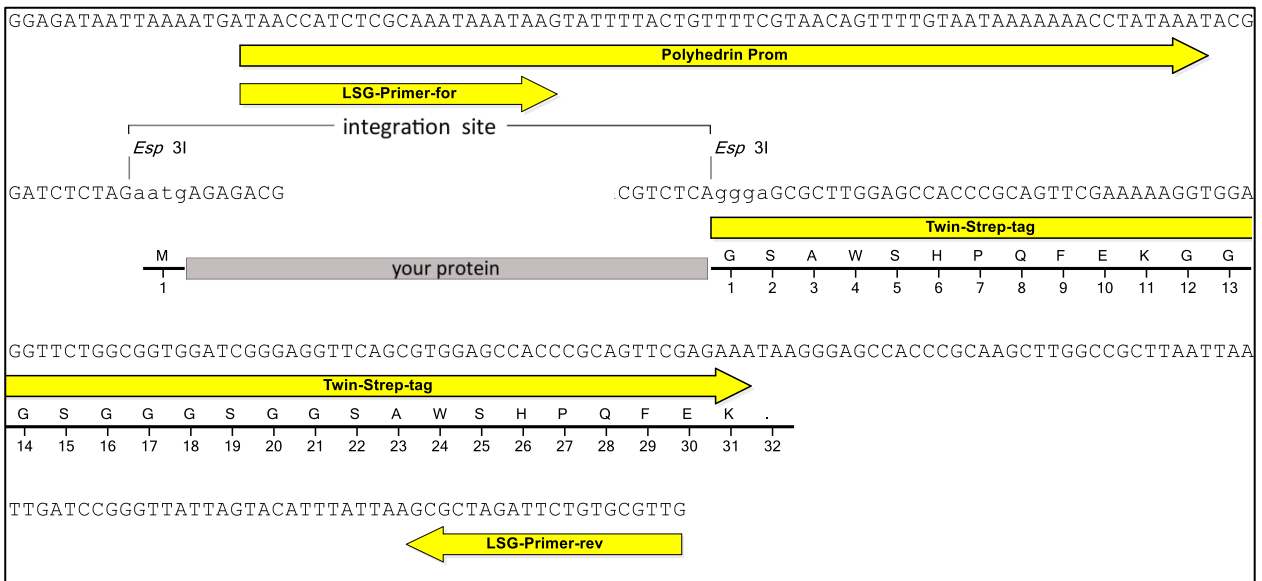 GGAGATAATTAAAATGATAACCATCTCGCAAATAAATAAGTATTTTACTGTTTTCGTAACAGTTTTGTAATAAAAAAACCTATAAATACG
Polyhedrin Prom
LSG-Primer-for
integration site
Esp 3I Esp 3I
GATCTCTAGaatgAGAGACG CGTCTCAgggaGCGCTTGGAGCCACCCGCAGTTCGAAAAAGGTGGA
Twin-Strep-tag
M G S A W S H P Q F E K G G
your protein
1 1 2 3 4 5 6 7 8 9 10 11 12 13
GGTTCTGGCGGTGGATCGGGAGGTTCAGCGTGGAGCCACCCGCAGTTCGAGAAATAAGGGAGCCACCCGCAAGCTTGGCCGCTTAATTAA
Twin-Strep-tag
G S G G G S G G S A W S H P Q F E K .
14 15 16 17 18 19 20 21 22 23 24 25 26 27 28 29 30 31 32
TTGATCCGGGTTATTAGTACATTTATTAAGCGCTAGATTCTGTGCGTTG
LSG-Primer-rev